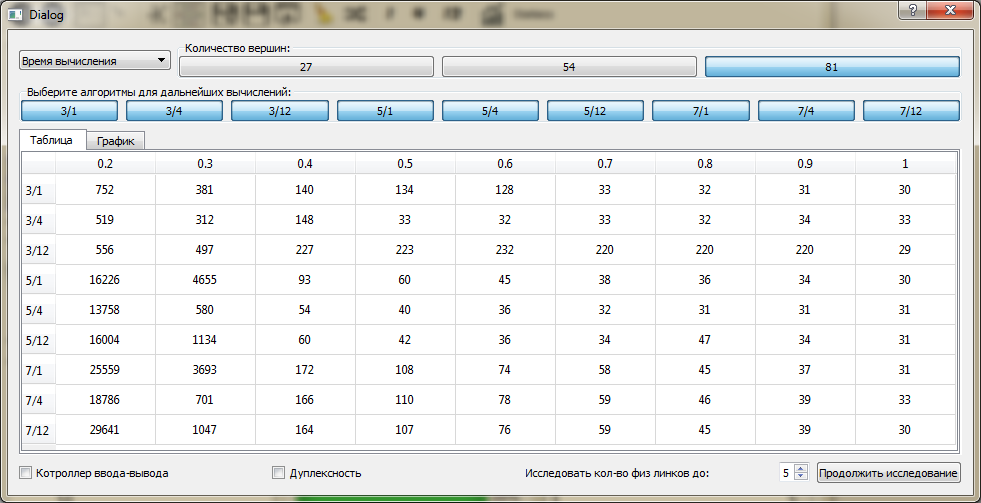 Dialog
Количество вершин:
Время вычисления 27 54 81
Выберите алгоритмы для дальнейших вычислений:
3/1 3/4 3/12 5/1 5/4 5/12 7/1 7/4 7/12
Таблица График
0.2 0.3 0.4 0.5 0.6 0.7 0.8 0.9 1
3/1 752 381 140 134 128 33 32 31 30
3/4 519 312 148 33 32 33 32 34 33
3/12 556 497 227 223 232 220 220 220 29
5/1 16226 4655 93 60 45 38 36 34 30
5/4 13758 580 54 40 36 32 31 31 31
5/12 16004 1134 60 42 36 34 47 34 31
7/1 25559 3693 172 108 74 58 45 37 31
7/4 18786 701 166 110 78 59 46 39 33
7/12 29641 1047 164 107 76 59 45 39 30
Котроллер ввода-вывода Дуплексность Исследовать кол-во физ линков до: 5 Продолжить исследование